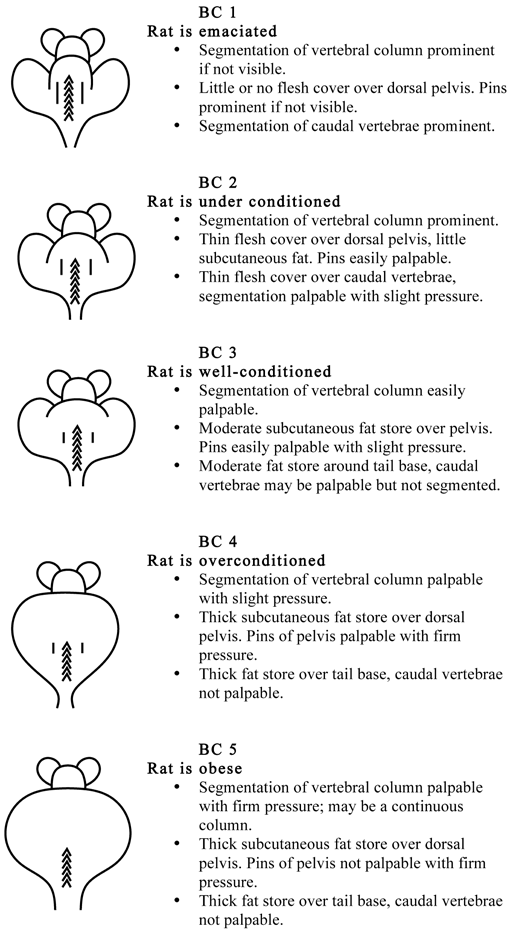 BC 1
Rat is emaciated
• Segmentation of vertebral column prominent
if not visible.
• Little or no flesh cover over dorsal pelvis. Pins
prominent if not visible.
• Segmentation of caudal vertebrae prominent.
BC 2
Rat is under conditioned
• Segmentation of vertebral column prominent.
• Thin flesh cover over dorsal pelvis, little
subcutaneous fat. Pins easily palpable.
• Thin flesh cover over caudal vertebrae,
segmentation palpable with slight pressure.
BC 3
Rat is well-conditioned
• Segmentation of vertebral column easily
palpable.
• Moderate subcutaneous fat store over pelvis.
Pins easily palpable with slight pressure.
• Moderate fat store around tail base, caudal
vertebrae may be palpable but not segmented.
BC 4
Rat is overconditioned
• Segmentation of vertebral column palpable
with slight pressure.
• Thick subcutaneous fat store over dorsal
pelvis. Pins of pelvis palpable with firm
pressure.
• Thick fat store over tail base, caudal vertebrae
not palpable.
BC 5
Rat is obese
• Segmentation of vertebral column palpable
with firm pressure; may be a continuous
column.
• Thick subcutaneous fat store over dorsal
pelvis. Pins of pelvis not palpable with firm
pressure.
• Thick fat store over tail base, caudal vertebrae
not palpable.